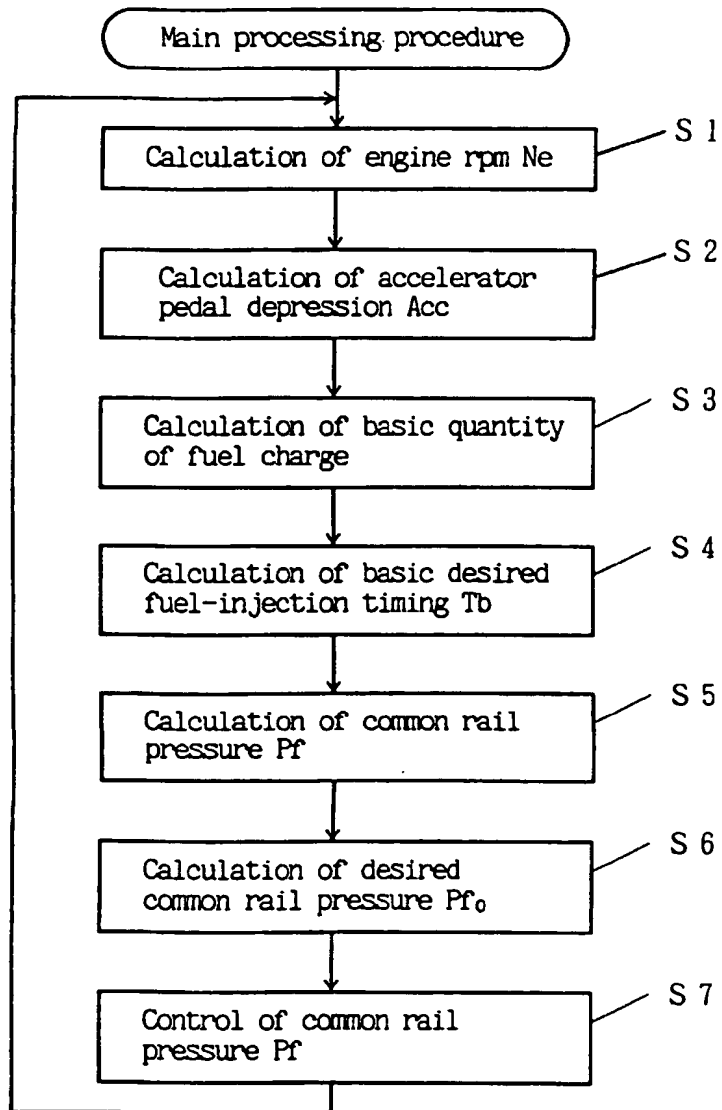 Main processing procedure
S 1
Calculation of engine rpm Ne
S 2
Calculation of accelerator
pedal depression Acc
S 3
Calculation of basic quantity
of fuel charge
S 4
Calculation of basic desired
fuel-injection timing Tb
S 5
Calculation of common rail
pressure Pf
S 6
Calculation of desired
common rail pressure Pf₀
S 7
Control of common rail
pressure Pf